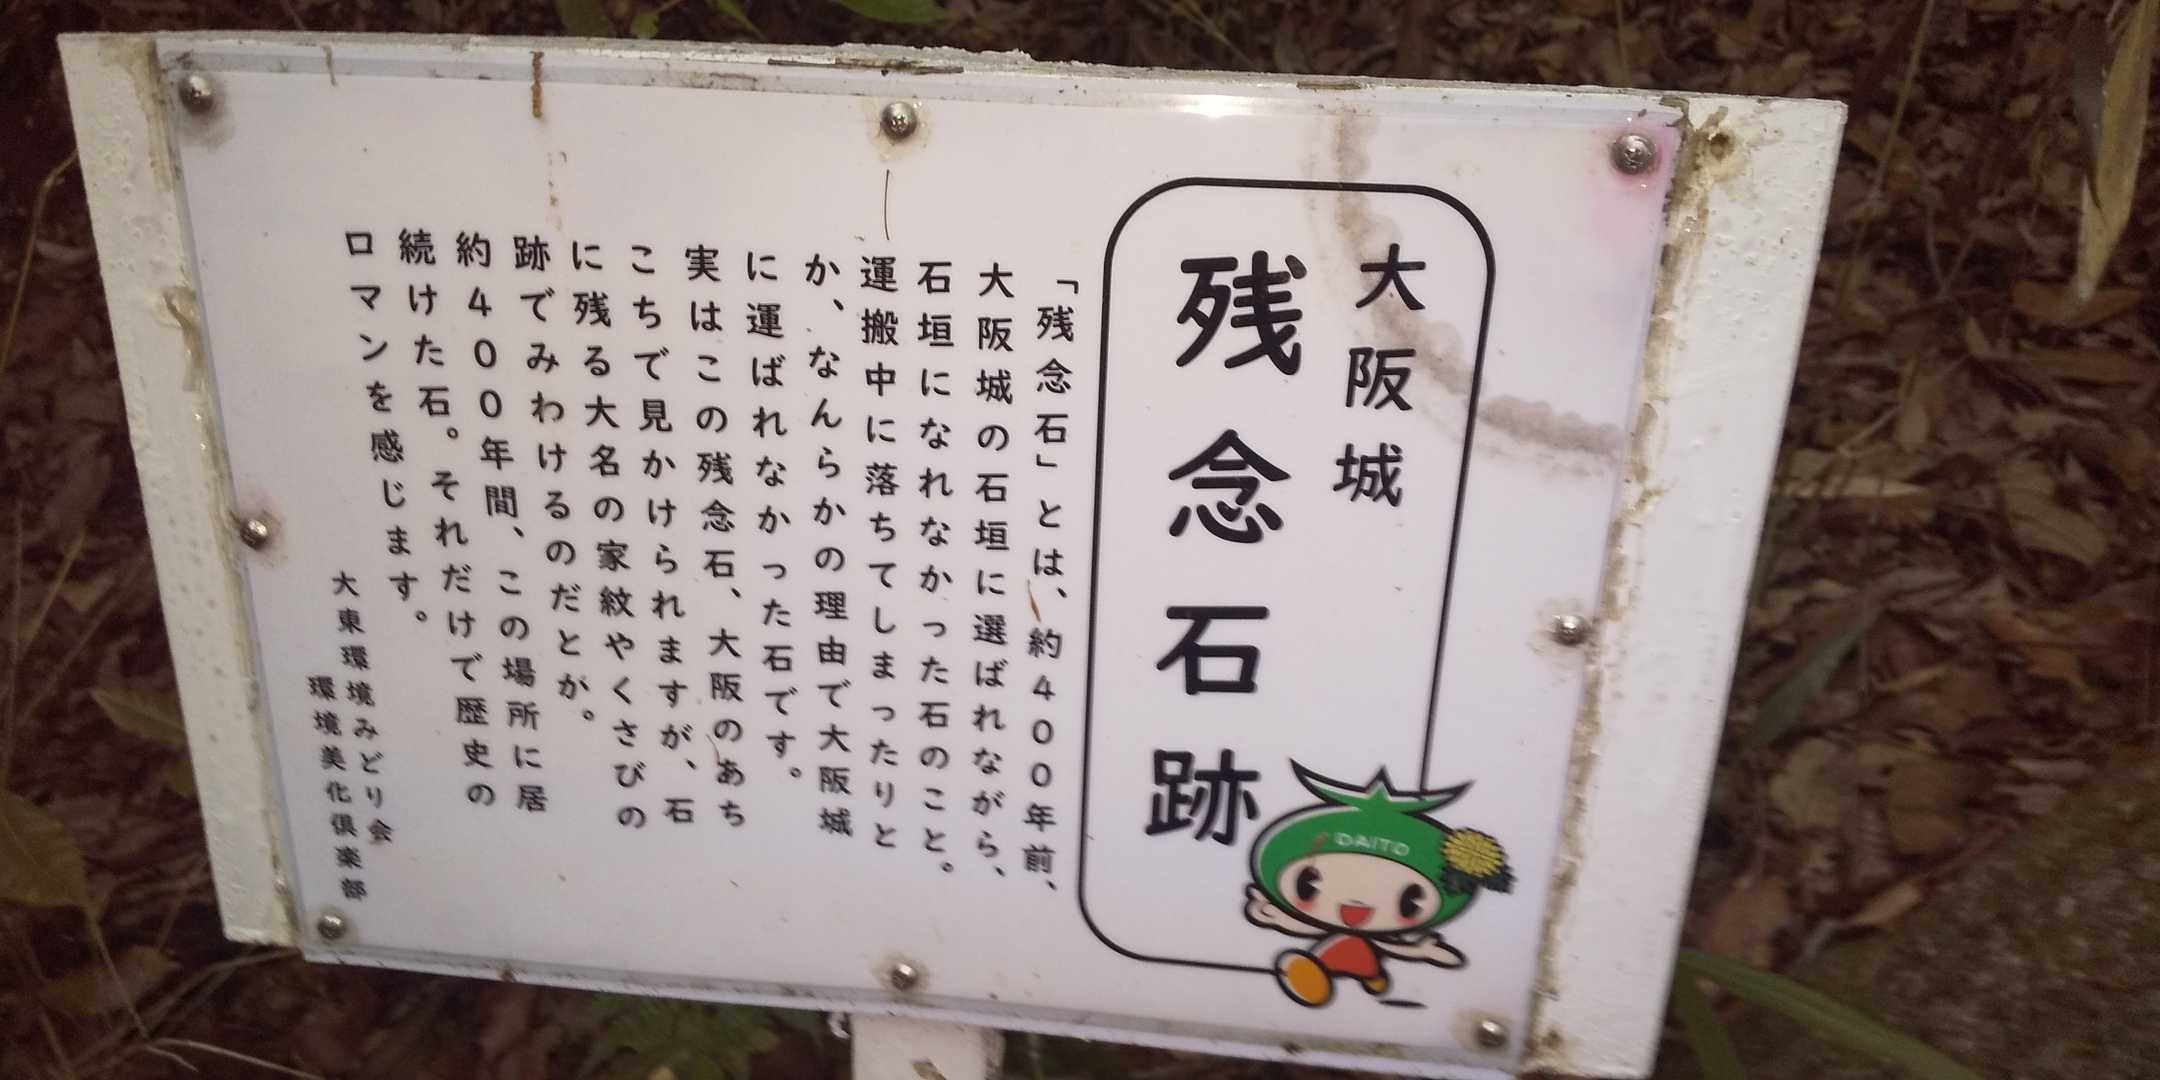 大阪城
残念石跡
「残念石」とは、約400年前、
大阪城の石垣に選ばれながら、
石垣になれなかった石のこと。
運搬中に落ちてしまったりと
か、なんらかの理由で大阪城
に運ばれなかった石です。
実はこの残念石、大阪のあち
こちで見かけられますが、石
に残る大名の家紋やくさびの
跡でみわけるのだとか。
約400年間、この場所に居
続けた石。それだけで歴史の
ロマンを感じます。
大東環境みどり会
環境美化倶楽部
DAITO